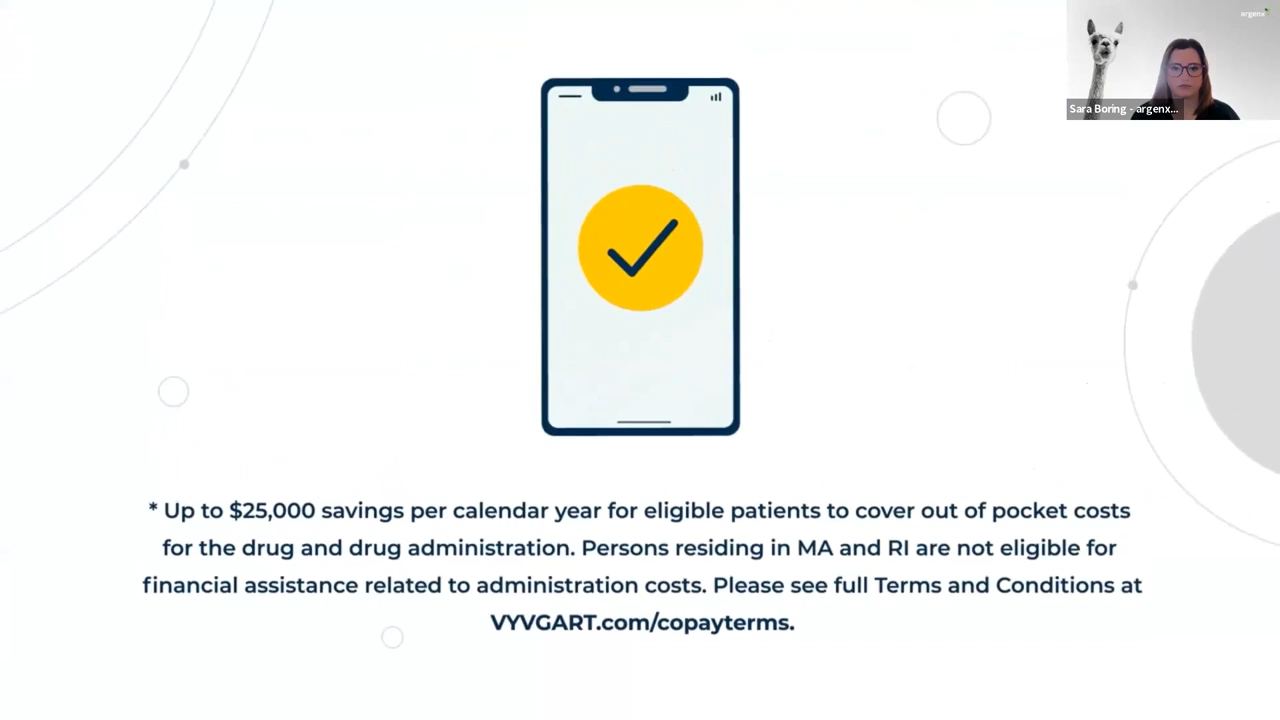 argenx
Sara Boring - argenx...
* Up to $25,000 savings per calendar year for eligible patients to cover out of pocket costs
for the drug and drug administration. Persons residing in MA and RI are not eligible for
financial assistance related to administration costs. Please see full Terms and Conditions at
VYVGART.com/copayterms.